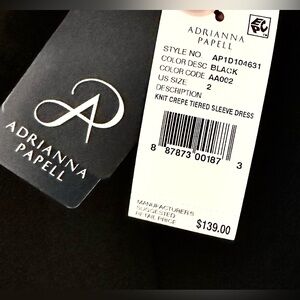 ADRIANNA
PAPELL
ADRIANNA
PAPELL
STYLE NO. AP1D104631
COLOR DESC BLACK
COLOR CODE AA002
US SIZE 2
DESCRIPTION
KNIT CREPE TIERED SLEEVE DRESS
8 87873 00187 3
MANUFACTURER'S
SUGGESTED
RETAIL PRICE
$139.00